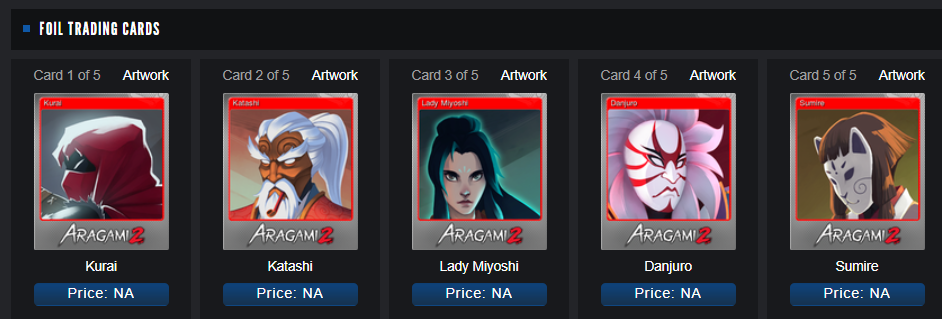 FOIL TRADING CARDS
Card 1 of 5 Artwork Card 2 of 5 Artwork Card 3 of 5 Artwork Card 4 of 5 Artwork Card 5 of 5 Artwork
Kurai Katashi Lady Miyoshi Danjuro Sumire
ARAGAMI 2 ARAGAMI 2 ARAGAMI 2 ARAGAMI 2 ARAGAMI 2
Kurai Katashi Lady Miyoshi Danjuro Sumire
Price: NA Price: NA Price: NA Price: NA Price: NA